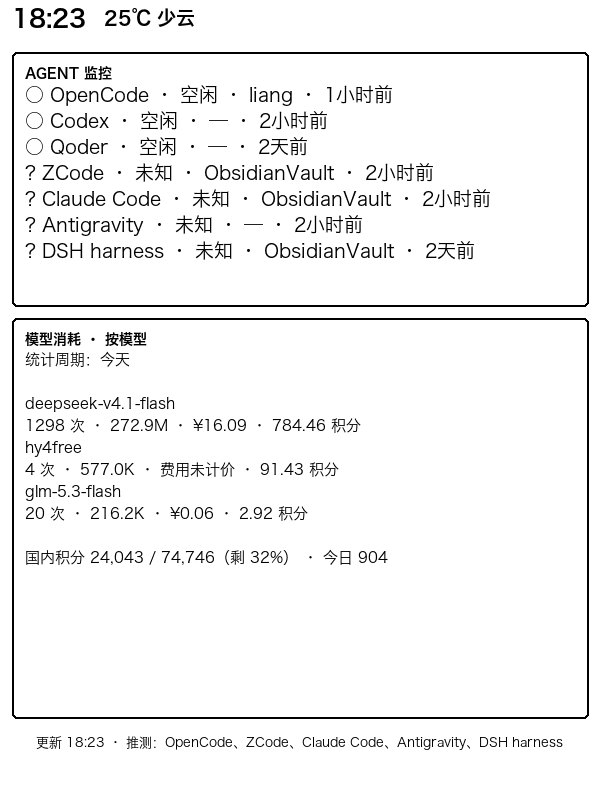 18:23 25℃ 少云
AGENT 监控
○ OpenCode · 空闲 · liang · 1小时前
○ Codex · 空闲 · — · 2小时前
○ Qoder · 空闲 · — · 2天前
? ZCode · 未知 · ObsidianVault · 2小时前
? Claude Code · 未知 · ObsidianVault · 2小时前
? Antigravity · 未知 · — · 2小时前
? DSH harness · 未知 · ObsidianVault · 2天前
模型消耗 · 按模型
统计周期：今天
deepseek-v4.1-flash
1298 次 · 272.9M · ¥16.09 · 784.46 积分
hy4free
4 次 · 577.0K · 费用未计价 · 91.43 积分
glm-5.3-flash
20 次 · 216.2K · ¥0.06 · 2.92 积分
国内积分 24,043 / 74,746（剩 32%） · 今日 904
更新 18:23 · 推测：OpenCode、ZCode、Claude Code、Antigravity、DSH harness